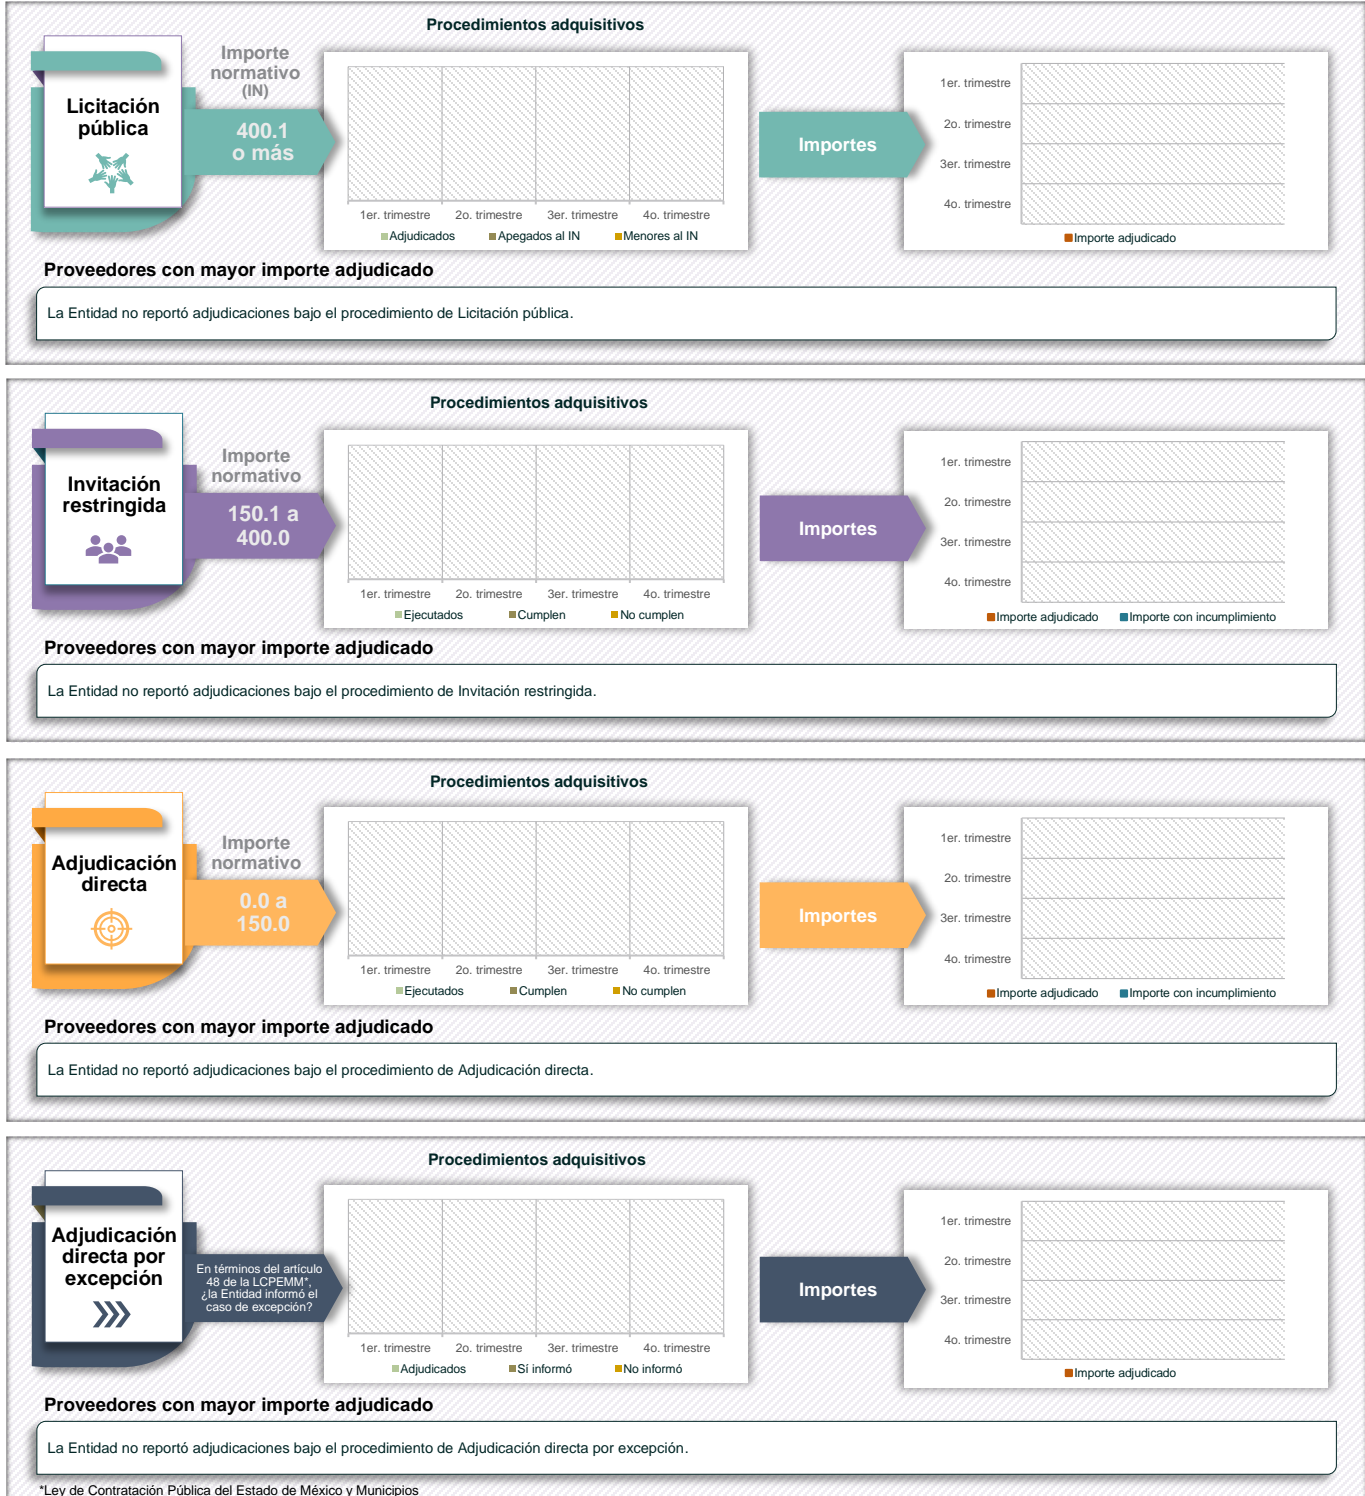 Procedimientos adquisitivos
Licitación
pública
Importe
normativo
(IN)
400.1
o más
1er. trimestre 2o. trimestre 3er. trimestre 4o. trimestre
Adjudicados Apegados al IN Menores al IN
Importes
1er. trimestre
2o. trimestre
3er. trimestre
4o. trimestre
Importe adjudicado
Proveedores con mayor importe adjudicado
La Entidad no reportó adjudicaciones bajo el procedimiento de Licitación pública.
Procedimientos adquisitivos
Invitación
restringida
Importe
normativo
150.1 a
400.0
1er. trimestre 2o. trimestre 3er. trimestre 4o. trimestre
Ejecutados Cumplen No cumplen
Importes
1er. trimestre
2o. trimestre
3er. trimestre
4o. trimestre
Importe adjudicado Importe con incumplimiento
Proveedores con mayor importe adjudicado
La Entidad no reportó adjudicaciones bajo el procedimiento de Invitación restringida.
Procedimientos adquisitivos
Adjudicación
directa
Importe
normativo
0.0 a
150.0
1er. trimestre 2o. trimestre 3er. trimestre 4o. trimestre
Ejecutados Cumplen No cumplen
Importes
1er. trimestre
2o. trimestre
3er. trimestre
4o. trimestre
Importe adjudicado Importe con incumplimiento
Proveedores con mayor importe adjudicado
La Entidad no reportó adjudicaciones bajo el procedimiento de Adjudicación directa.
Procedimientos adquisitivos
Adjudicación
directa por
excepción
En términos del artículo
48 de la LCPEMM*,
¿la Entidad informó el
caso de excepción?
1er. trimestre 2o. trimestre 3er. trimestre 4o. trimestre
Adjudicados Sí informó No informó
Importes
1er. trimestre
2o. trimestre
3er. trimestre
4o. trimestre
Importe adjudicado
Proveedores con mayor importe adjudicado
La Entidad no reportó adjudicaciones bajo el procedimiento de Adjudicación directa por excepción.
*Ley de Contratación Pública del Estado de México y Municipios